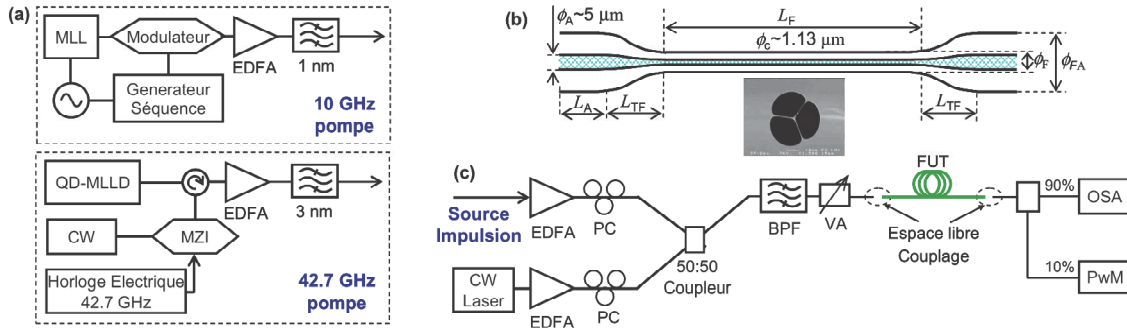 (a)
MLL
Modulateur
EDFA
1 nm
Generateur
Séquence
10 GHz
pompe
QD-MLLD
EDFA
3 nm
CW
MZI
Horloge Electrique
42.7 GHz
42.7 GHz
pompe
(b)
ϕA~5 µm
LF
ϕc~1.13 µm
ϕF
ϕFA
LA
LTF
LTF
(c)
Source
Impulsion
EDFA
PC
CW
Laser
EDFA
PC
50:50
Coupleur
BPF
VA
FUT
Espace libre
Couplage
90%
OSA
10%
PwM